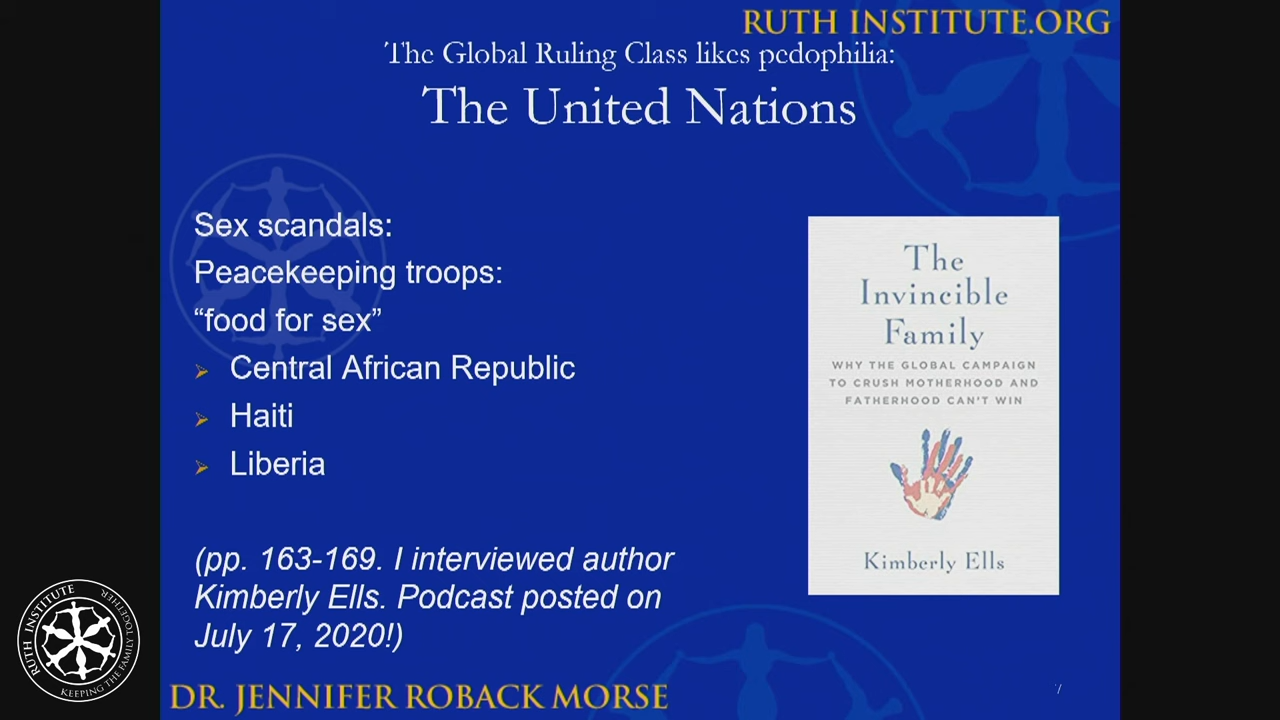 RUTH INSTITUTE.ORG
The Global Ruling Class likes pedophilia:
The United Nations
Sex scandals:
Peacekeeping troops:
“food for sex”
Central African Republic
Haiti
Liberia
(pp. 163-169. I interviewed author
Kimberly Ells. Podcast posted on
July 17, 2020!)
The
Invincible
Family
WHY THE GLOBAL CAMPAIGN
TO CRUSH MOTHERHOOD AND
FATHERHOOD CAN'T WIN
Kimberly Ells
RUTH INSTITUTE
KEEPING THE FAMILY TOGETHER
DR. JENNIFER ROBACK MORSE